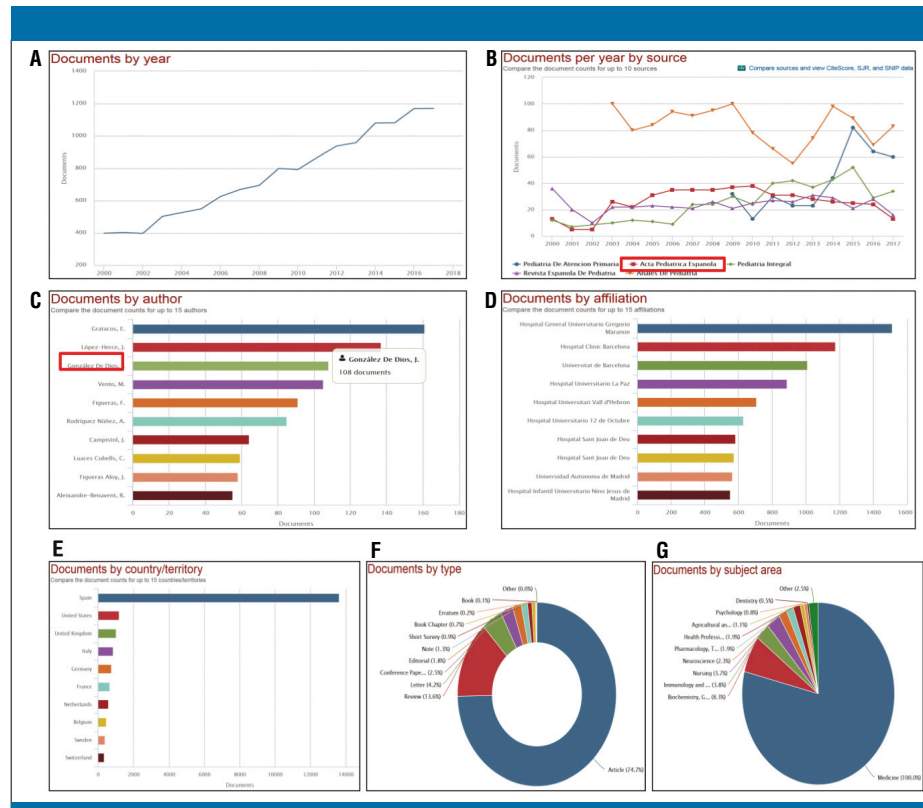 A
Documents by year
1400
1200
1000
800
600
400
200
Documents
2000
2002
2004
2006
2008
2010
2012
2014
2016
2018
B
Documents per year by source
Compare the document counts for up to 10 sources
Compare sources and view CiteScore, SJR, and SNIP data
120
100
80
60
40
20
0
Documents
2000 2001 2002 2003 2004 2005 2006 2007 2008 2009 2010 2011 2012 2013 2014 2015 2016 2017
Pediatria De Atencion Primaria
Acta Pediatrica Espanola
Pediatria Integral
Revista Espanola De Pediatria
Anales De Pediatria
C
Documents by author
Compare the document counts for up to 15 authors
Gratacos, E.
López-Herce, J.
González De Dios,
Vento, M.
Figueras, F.
Rodríguez Núñez, A.
Campistol, J.
Luaces Cubells, C.
Figueras Aloy, J.
Aleixandre-Benavent, R.
González De Dios, J.
108 documents
0 20 40 60 80 100 120 140 160 180
Documents
D
Documents by affiliation
Compare the document counts for up to 15 affiliations
Hospital General Universitario Gregorio
Maranon
Hospital Clinic Barcelona
Universitat de Barcelona
Hospital Universitario La Paz
Hospital Universitari Vall d'Hebron
Hospital Universitario 12 de Octubre
Hospital Sant Joan de Deu
Hospital Sant Joan de Deu
Universidad Autonoma de Madrid
Hospital Infantil Universitario Nino Jesus de
Madrid
0 200 400 600 800 1000 1200 1400 1600
Documents
E
Documents by country/territory
Compare the document counts for up to 15 countries/territories
Spain
United States
United Kingdom
Italy
Germany
France
Netherlands
Belgium
Sweden
Switzerland
0 2000 4000 6000 8000 10000 12000 14000
Documents
F
Documents by type
Other (0.0%)
Book (0.1%)
Erratum (0.2%)
Book Chapter (0.7%)
Short Survey (0.9%)
Note (1.3%)
Editorial (1.8%)
Conference Pape... (2.5%)
Letter (4.2%)
Review (13.6%)
Article (74.7%)
G
Documents by subject area
Other (2.5%)
Dentistry (0.5%)
Psychology (0.8%)
Agricultural an... (1.1%)
Health Professi... (1.9%)
Pharmacology, T... (1.9%)
Neuroscience (2.3%)
Nursing (3.7%)
Immunology and ... (3.8%)
Biochemistry, G... (8.3%)
Medicine (100.0%)